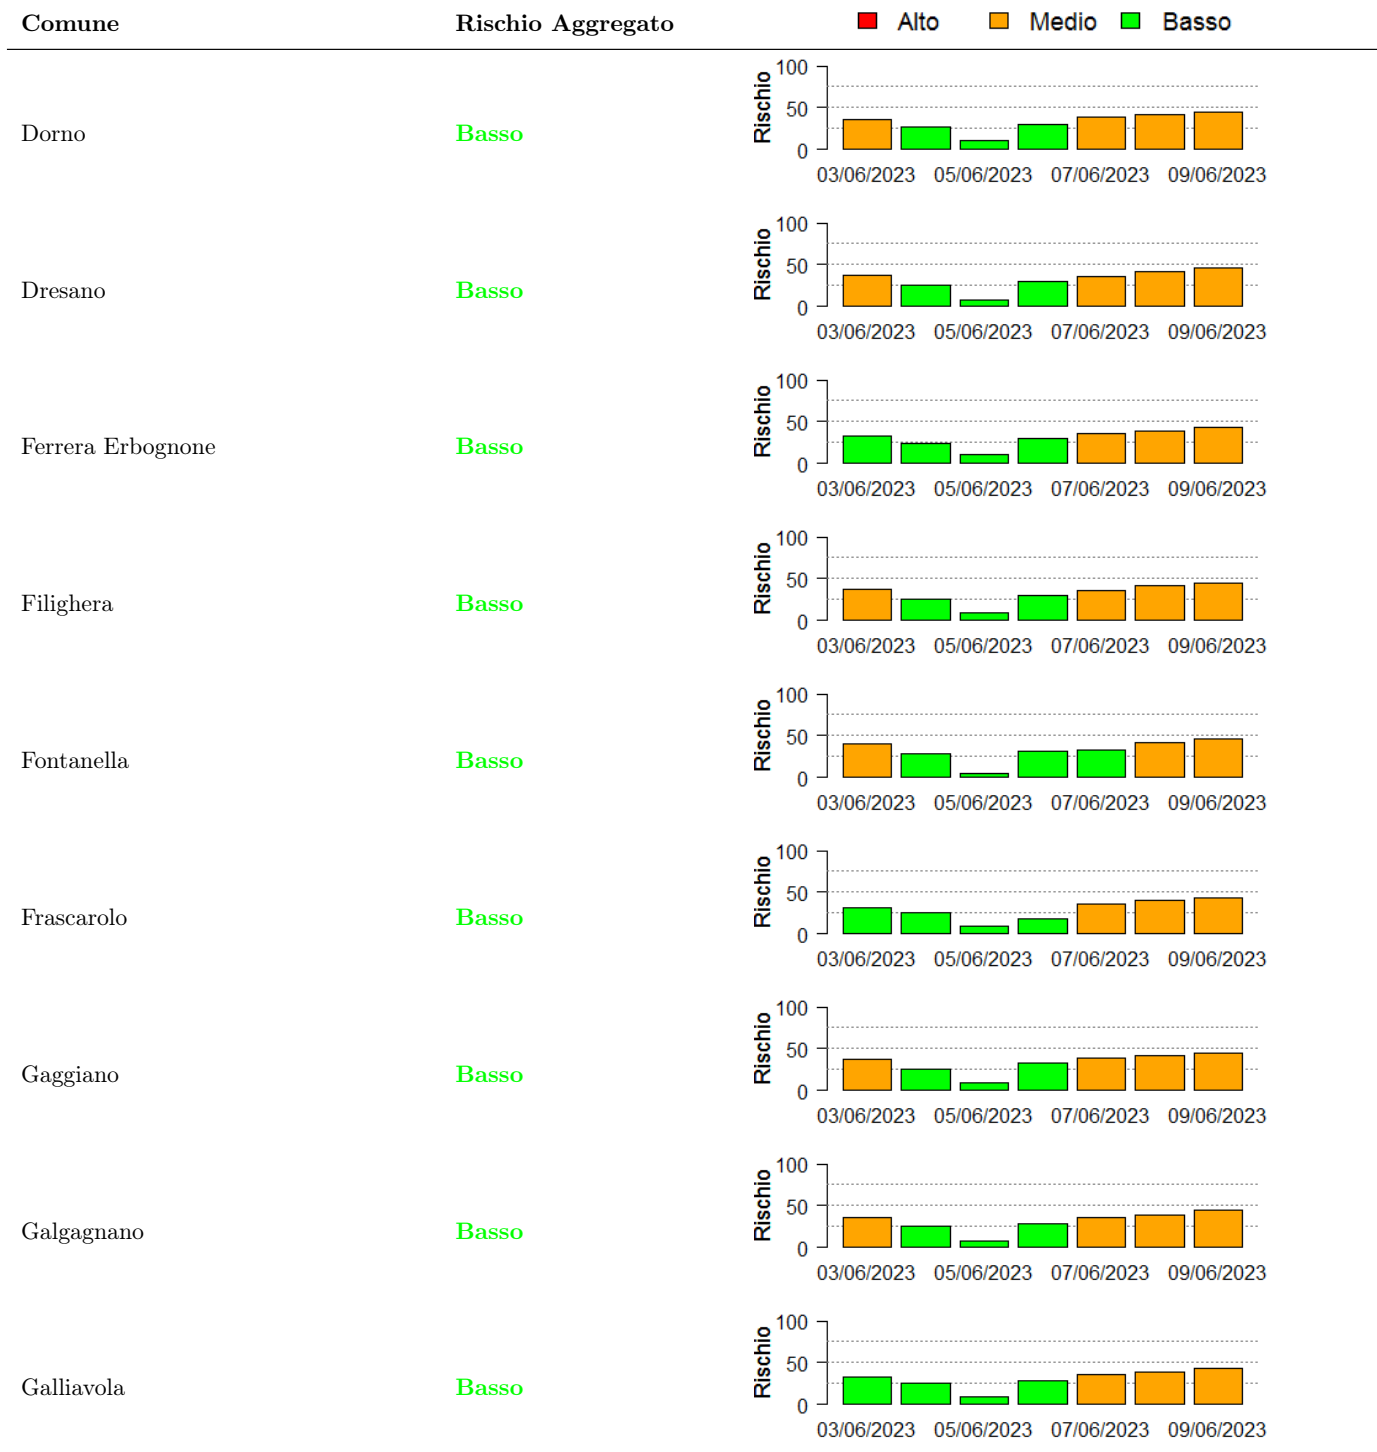 Comune Rischio Aggregato Alto Medio Basso
100
50
0
Rischio
Dorno Basso
03/06/2023 05/06/2023 07/06/2023 09/06/2023
100
50
0
Rischio
Dresano Basso
03/06/2023 05/06/2023 07/06/2023 09/06/2023
100
50
0
Rischio
Ferrera Erbognone Basso
03/06/2023 05/06/2023 07/06/2023 09/06/2023
100
50
0
Rischio
Filighera Basso
03/06/2023 05/06/2023 07/06/2023 09/06/2023
100
50
0
Rischio
Fontanella Basso
03/06/2023 05/06/2023 07/06/2023 09/06/2023
100
50
0
Rischio
Frascarolo Basso
03/06/2023 05/06/2023 07/06/2023 09/06/2023
100
50
0
Rischio
Gaggiano Basso
03/06/2023 05/06/2023 07/06/2023 09/06/2023
100
50
0
Rischio
Galgagnano Basso
03/06/2023 05/06/2023 07/06/2023 09/06/2023
100
50
0
Rischio
Galliavola Basso
03/06/2023 05/06/2023 07/06/2023 09/06/2023